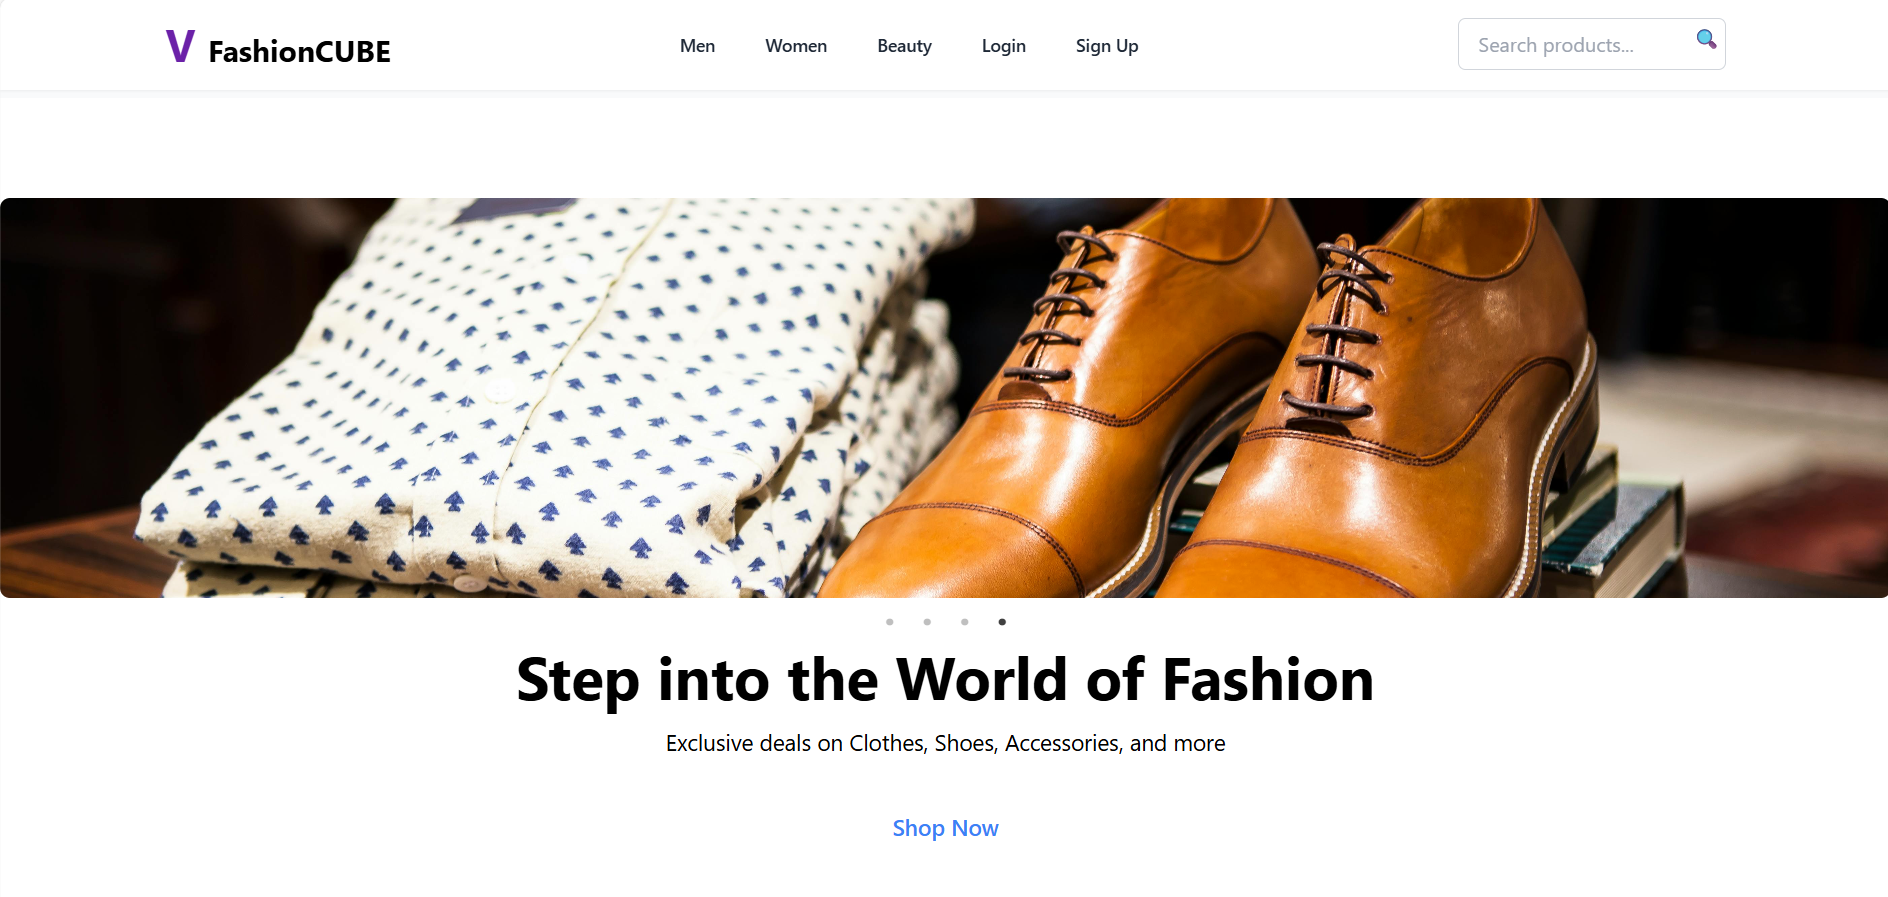 V FashionCUBE
Men Women Beauty Login Sign Up
Search products...
Step into the World of Fashion
Exclusive deals on Clothes, Shoes, Accessories, and more
Shop Now